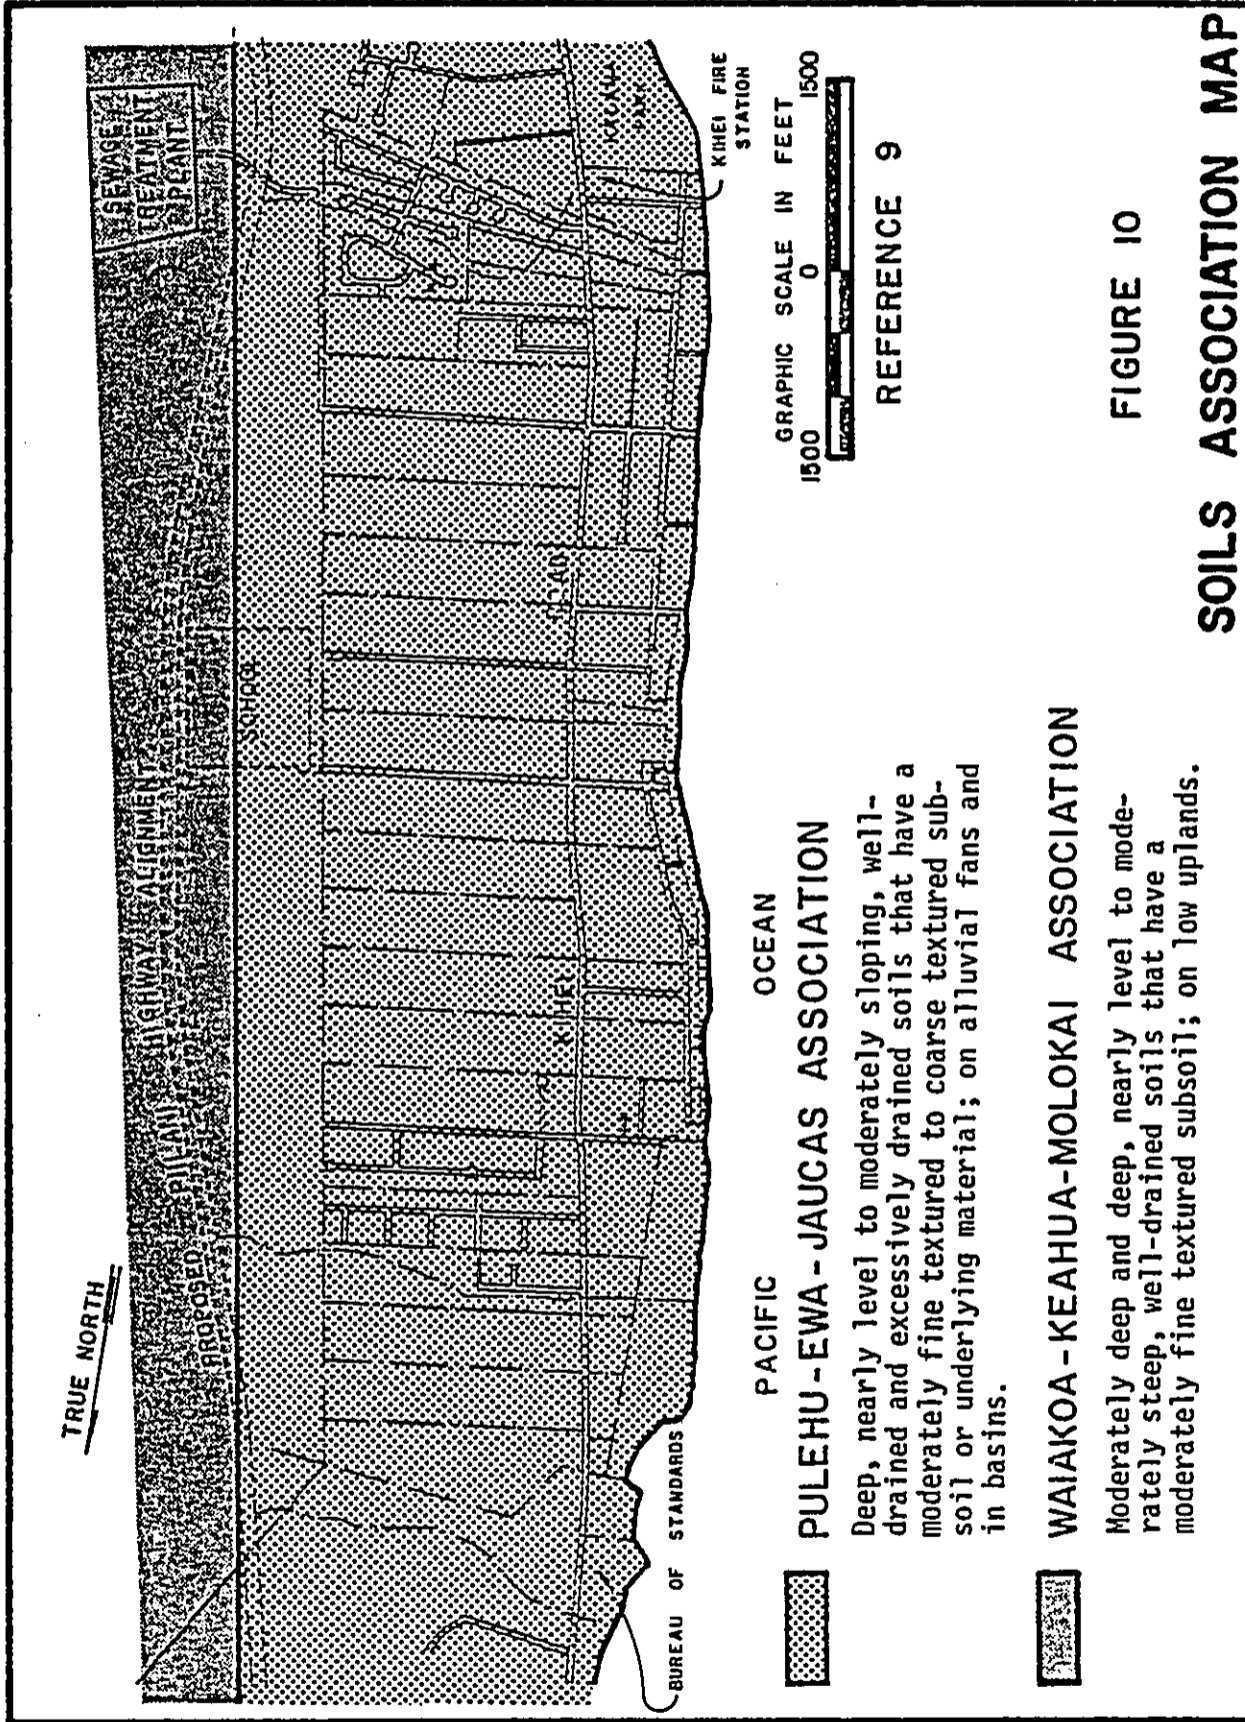 TRUE NORTH
SEWAGE
TREATMENT
PLANT
PROPOSED PIILANI HIGHWAY ALIGNMENT
SCHOOL
KIHEI ROAD
PARK
KIHEI FIRE
STATION
BUREAU OF STANDARDS
PACIFIC OCEAN
GRAPHIC SCALE IN FEET
1500 0 1500
REFERENCE 9
PULEHU-EWA-JAUCAS ASSOCIATION
Deep, nearly level to moderately sloping, well-
drained and excessively drained soils that have a
moderately fine textured to coarse textured sub-
soil or underlying material; on alluvial fans and
in basins.
WAIAKOA-KEAHUA-MOLOKAI ASSOCIATION
Moderately deep and deep, nearly level to mode-
rately steep, well-drained soils that have a
moderately fine textured subsoil; on low uplands.
FIGURE 10
SOILS ASSOCIATION MAP